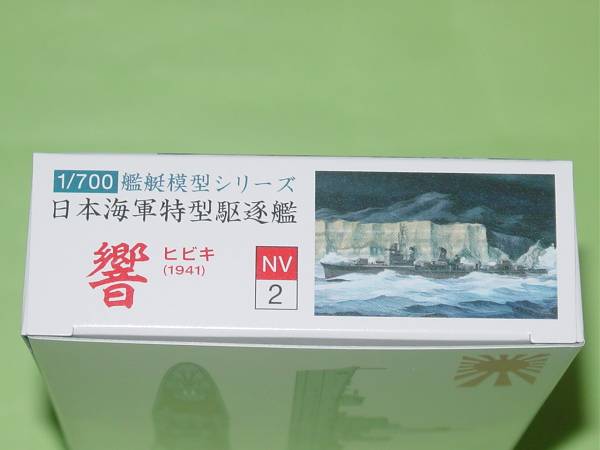 1/700 艦艇模型シリーズ
日本海軍特型駆逐艦
響 ヒビキ
(1941)
NV
2